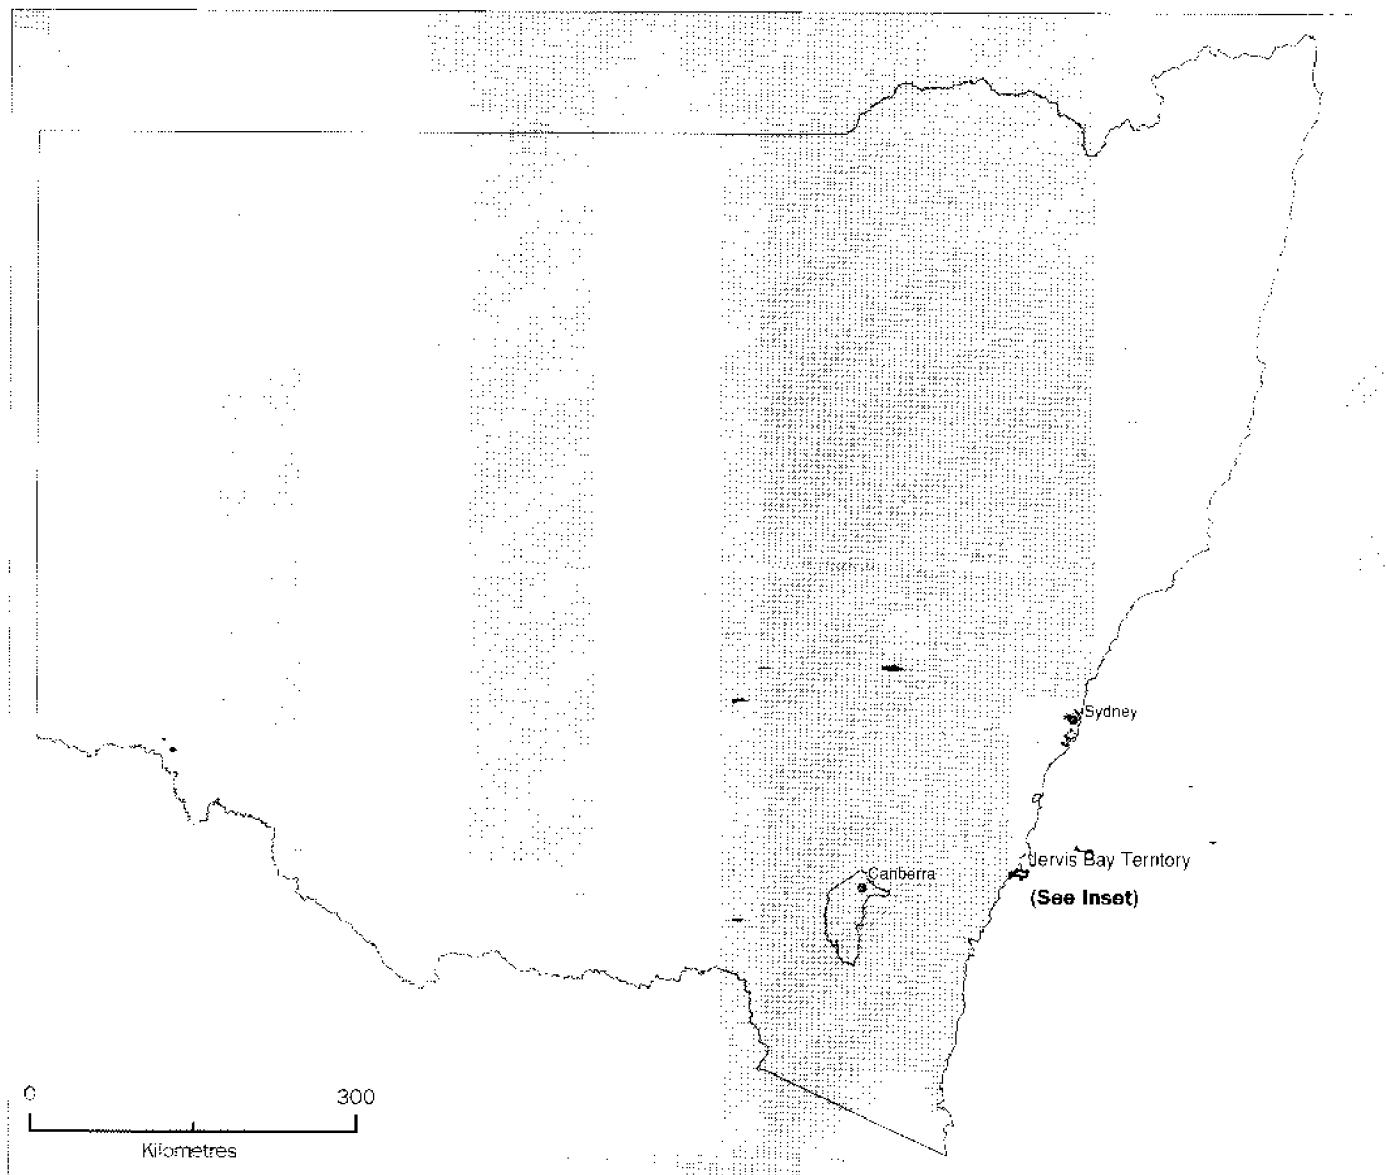 Sydney
Jervis Bay Territory
Canberra
(See Inset)
0 300
Kilometres